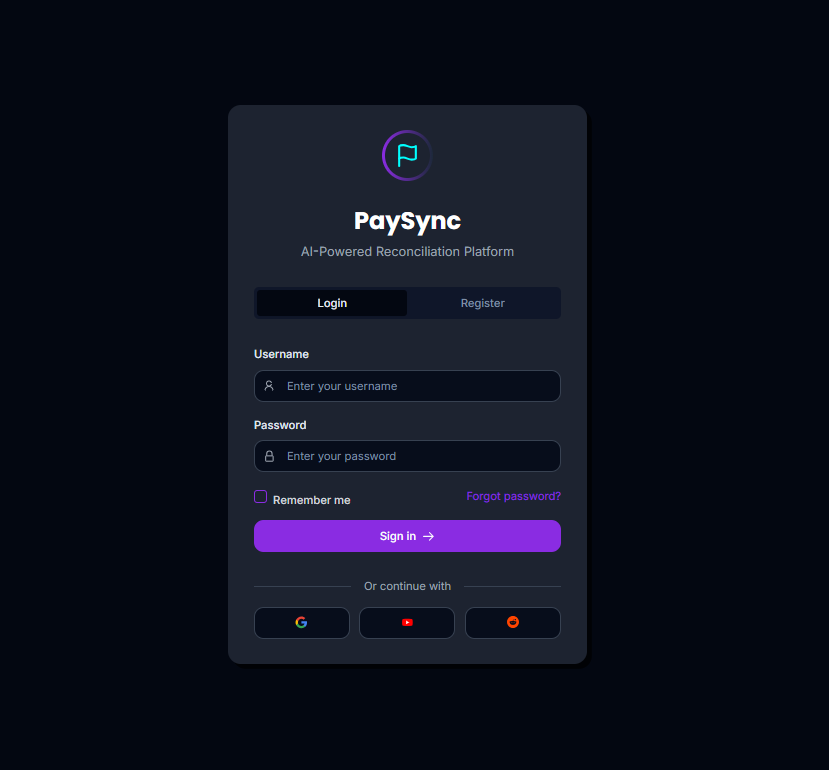 PaySync
AI-Powered Reconciliation Platform
Login Register
Username
Enter your username
Password
Enter your password
Remember me Forgot password?
Sign in →
Or continue with
G